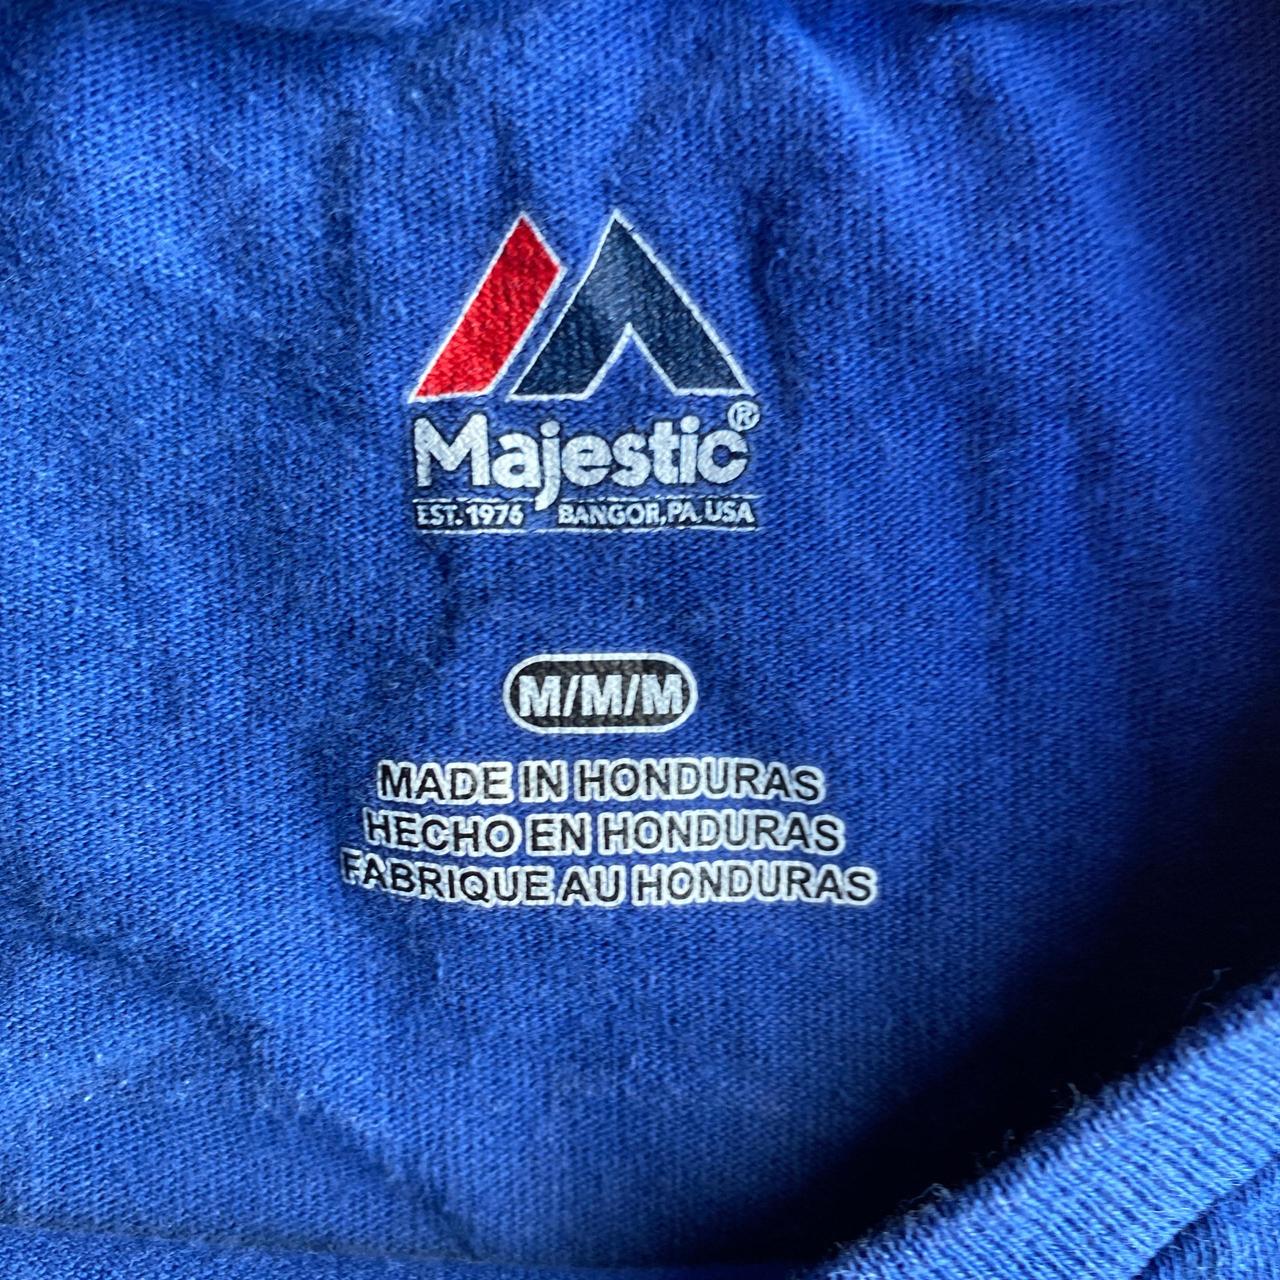 Majestic®
EST. 1976 BANGOR, PA, USA
M/M/M
MADE IN HONDURAS
HECHO EN HONDURAS
FABRIQUE AU HONDURAS